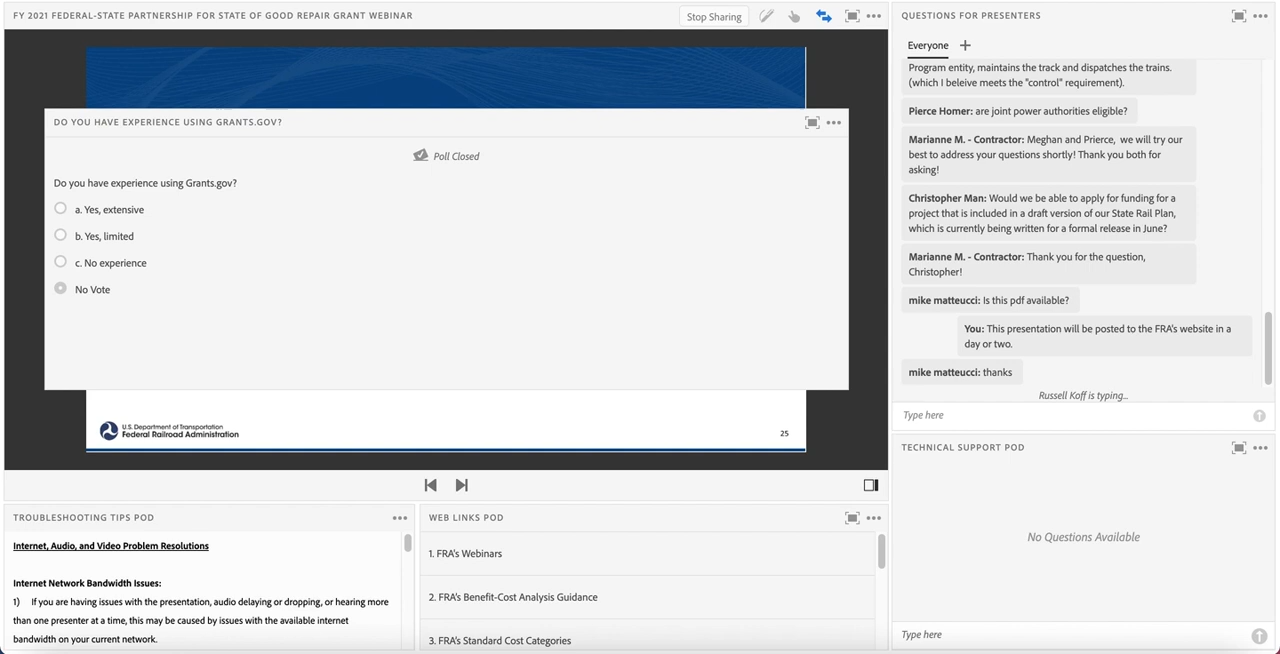 FY 2021 FEDERAL-STATE PARTNERSHIP FOR STATE OF GOOD REPAIR GRANT WEBINAR
Stop Sharing
DO YOU HAVE EXPERIENCE USING GRANTS.GOV?
Poll Closed
Do you have experience using Grants.gov?
a. Yes, extensive
b. Yes, limited
c. No experience
No Vote
U.S. Department of Transportation
Federal Railroad Administration
25
TROUBLESHOOTING TIPS POD
Internet, Audio, and Video Problem Resolutions
Internet Network Bandwidth Issues:
1) If you are having issues with the presentation, audio delaying or dropping, or hearing more
than one presenter at a time, this may be caused by issues with the available internet
bandwidth on your current network.
WEB LINKS POD
1. FRA's Webinars
2. FRA's Benefit-Cost Analysis Guidance
3. FRA's Standard Cost Categories
QUESTIONS FOR PRESENTERS
Everyone
Program entity, maintains the track and dispatches the trains.
(which I beleive meets the "control" requirement).
Pierce Homer: are joint power authorities eligible?
Marianne M. - Contractor: Meghan and Prierce, we will try our
best to address your questions shortly! Thank you both for
asking!
Christopher Man: Would we be able to apply for funding for a
project that is included in a draft version of our State Rail Plan,
which is currently being written for a formal release in June?
Marianne M. - Contractor: Thank you for the question,
Christopher!
mike matteucci: Is this pdf available?
You: This presentation will be posted to the FRA's website in a
day or two.
mike matteucci: thanks
Russell Koff is typing...
Type here
TECHNICAL SUPPORT POD
No Questions Available
Type here